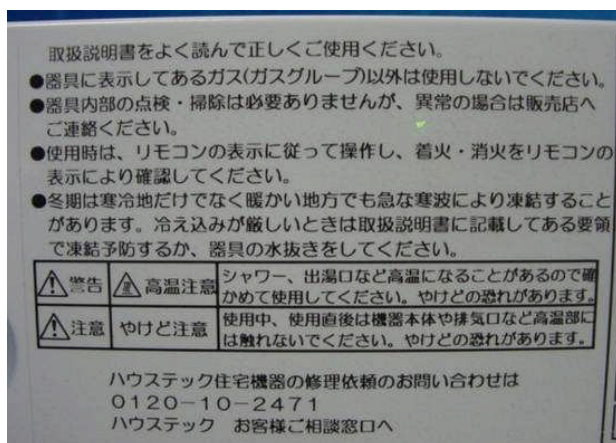 取扱説明書をよく読んで正しくご使用ください。
●器具に表示してあるガス(ガスグループ)以外は使用しないでください。
●器具内部の点検・掃除は必要ありませんが、異常の場合は販売店へ
ご連絡ください。
●使用時は、リモコンの表示に従って操作し、着火・消火をリモコンの
表示により確認してください。
●冬期は寒冷地だけでなく暖かい地方でも急な寒波により凍結すること
があります。冷え込みが厳しいときは取扱説明書に記載してある要領
で凍結予防するか、器具の水抜きをしてください。
警告 高温注意 シャワー、出湯口など高温になることがあるので確
かめて使用してください。やけどの恐れがあります。
注意 やけど注意 使用中、使用直後は機器本体や排気口など高温部に
は触れないでください。やけどの恐れがあります。
ハウステック住宅機器の修理依頼のお問い合わせは
0120-10-2471
ハウステック お客様ご相談窓口へ